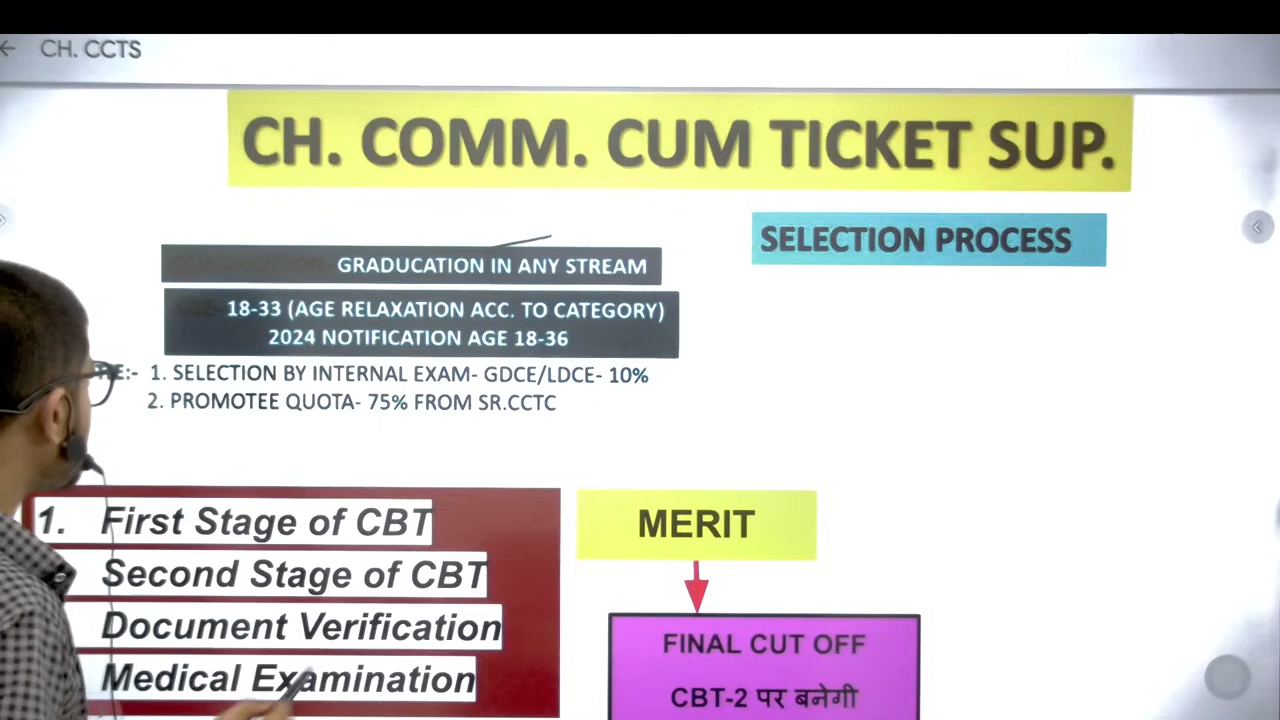 CH. CCTS
CH. COMM. CUM TICKET SUP.
SELECTION PROCESS
GRADUCATION IN ANY STREAM
18-33 (AGE RELAXATION ACC. TO CATEGORY)
2024 NOTIFICATION AGE 18-36
1. SELECTION BY INTERNAL EXAM- GDCE/LDCE- 10%
2. PROMOTEE QUOTA- 75% FROM SR.CCTC
1. First Stage of CBT
Second Stage of CBT
Document Verification
Medical Examination
MERIT
FINAL CUT OFF
CBT-2 पर बनेगी